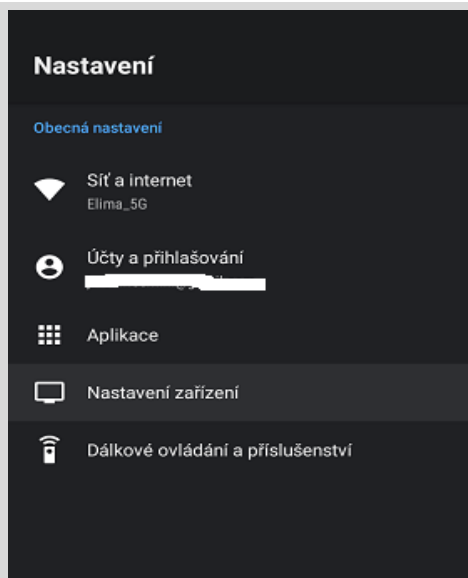 Nastavení
Obecná nastavení
Síť a internet
Elima_5G
Účty a přihlašování
Aplikace
Nastavení zařízení
Dálkové ovládání a příslušenství